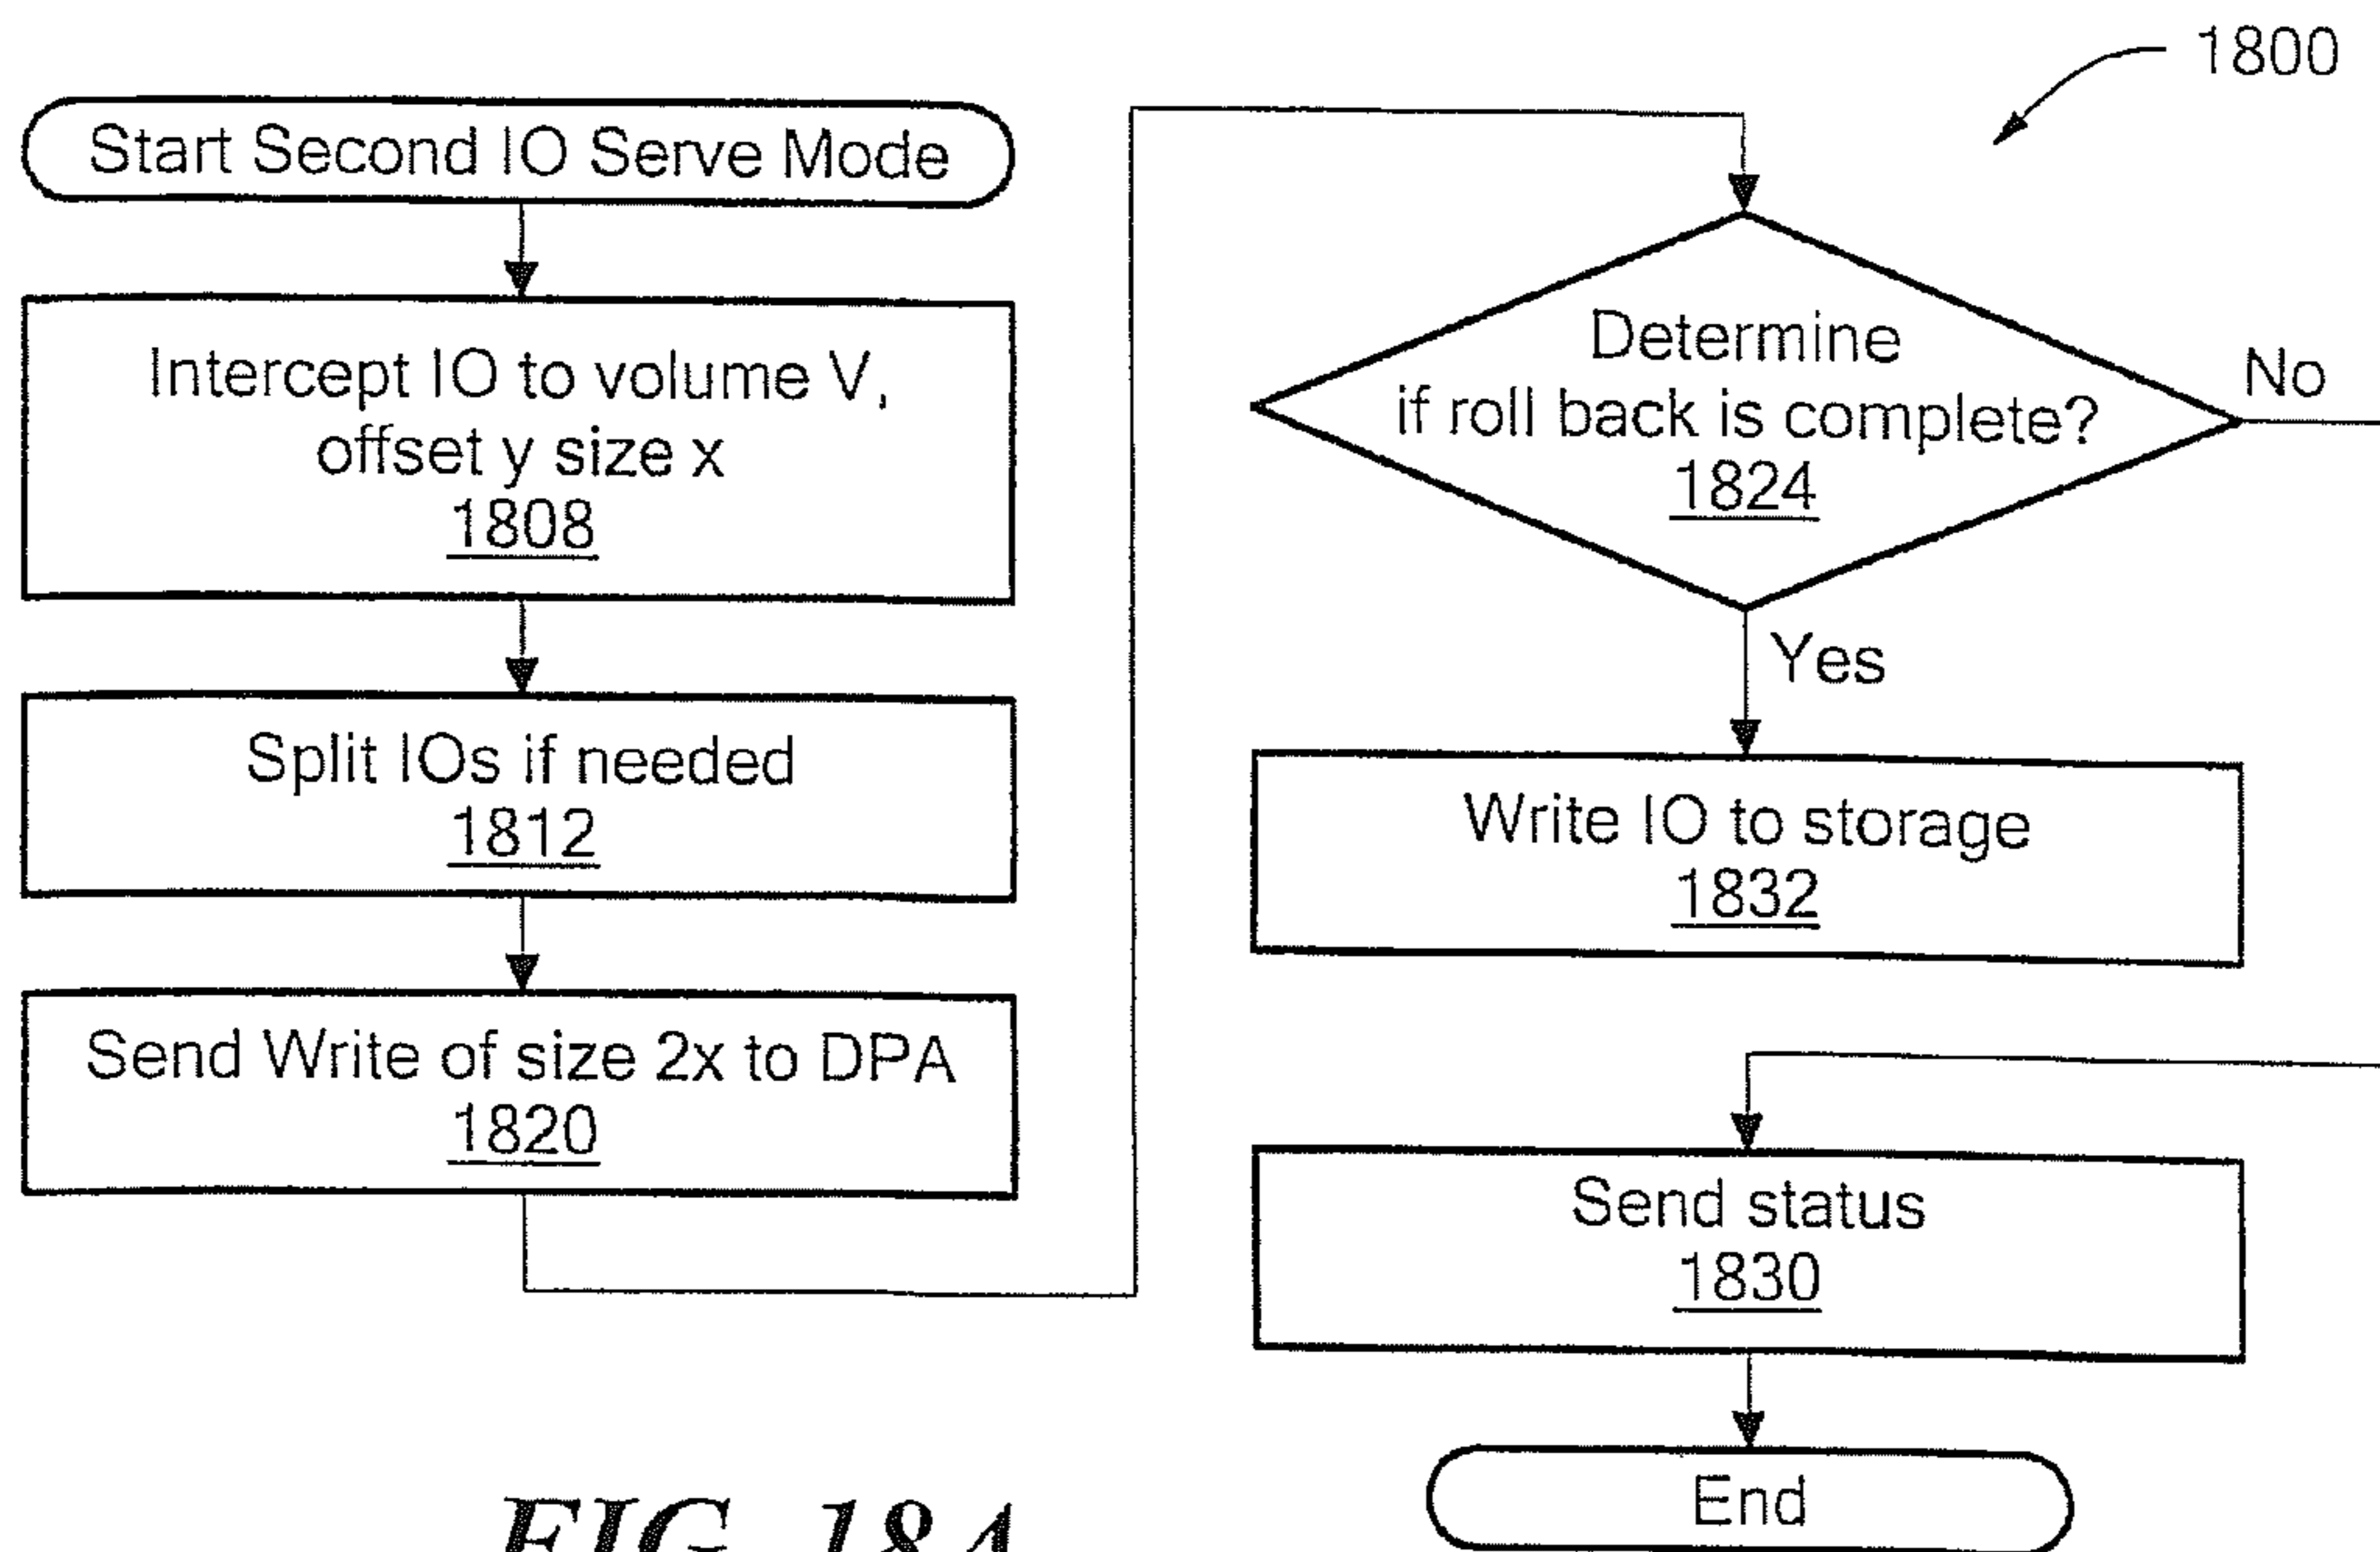 1800
Start Second IO Serve Mode
Intercept IO to volume V,
offset y size x
1808
Split IOs if needed
1812
Send Write of size 2x to DPA
1820
Determine
if roll back is complete?
1824
No
Yes
Write IO to storage
1832
Send status
1830
End
FIG. 18A